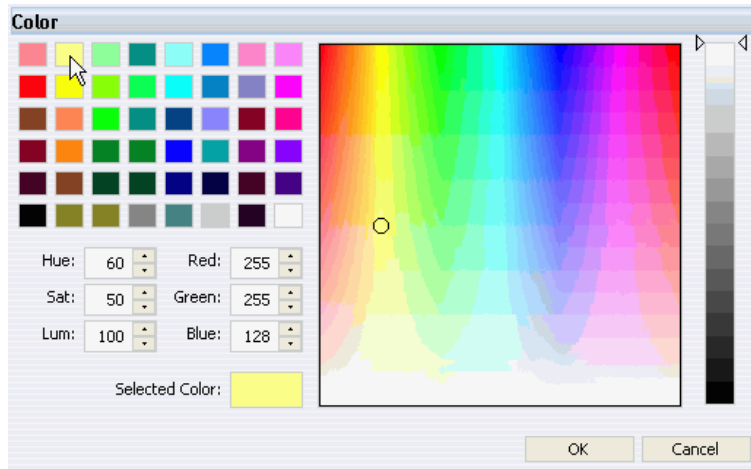 Color
Hue: 60 Red: 255
Sat: 50 Green: 255
Lum: 100 Blue: 128
Selected Color:
OK Cancel